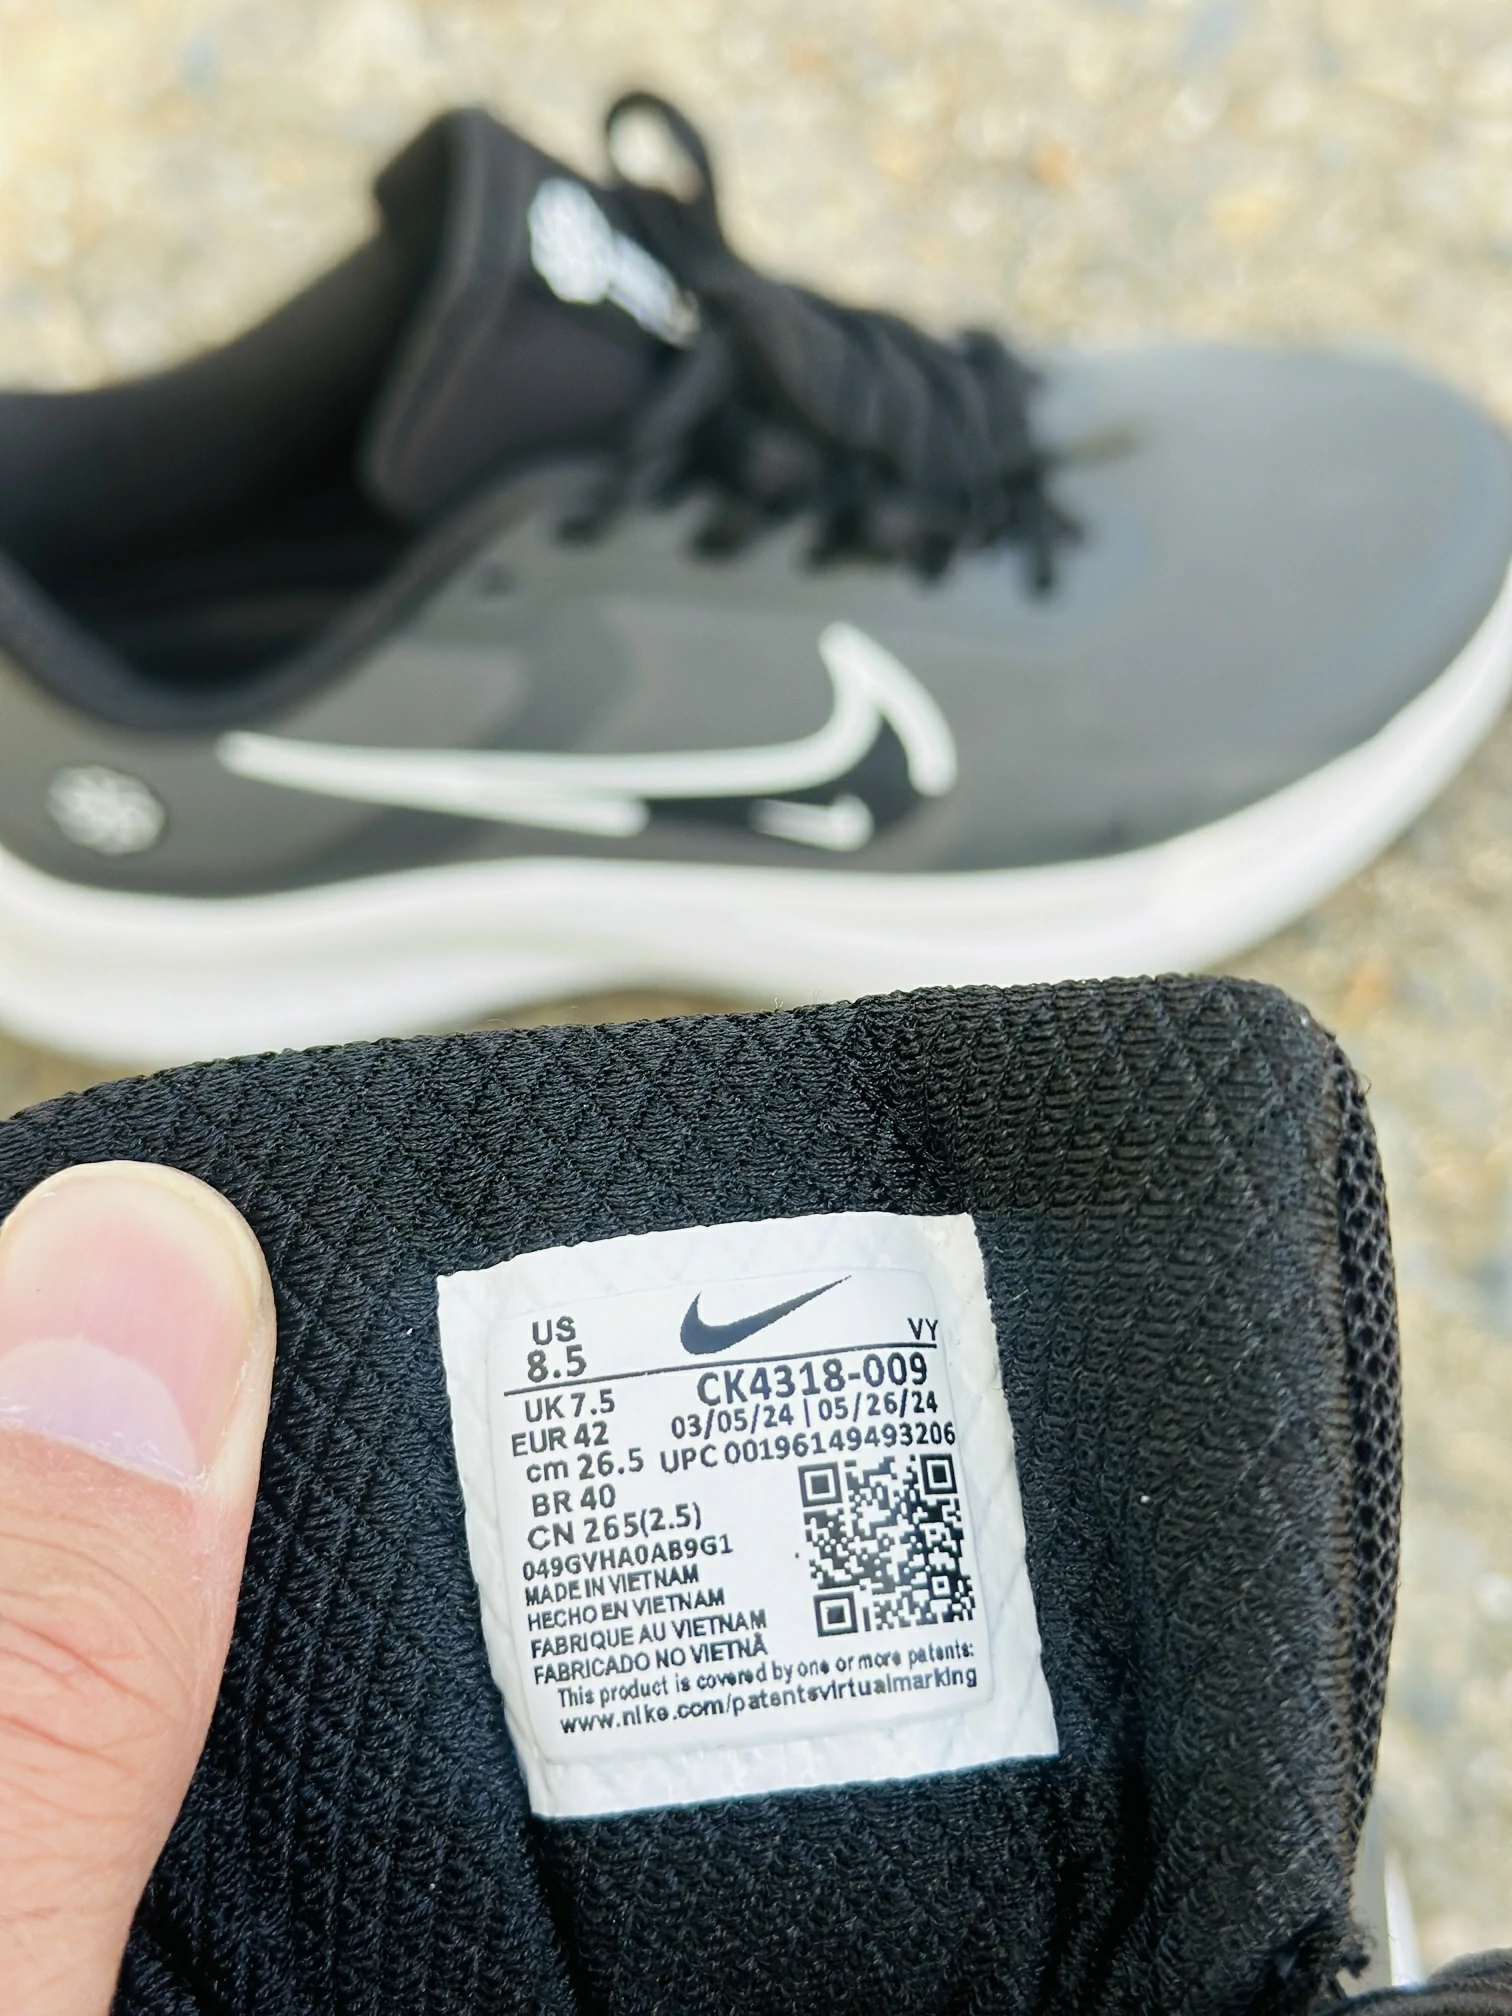 US
8.5
VY
UK 7.5
CK4318-009
EUR 42
03/05/24 | 05/26/24
cm 26.5
UPC 00196149493206
BR 40
CN 265(2.5)
049GVHA0AB9G1
MADE IN VIETNAM
HECHO EN VIETNAM
FABRIQUE AU VIETNAM
FABRICADO NO VIETNÃ
This product is covered by one or more patents:
www.nike.com/patentsvirtualmarking